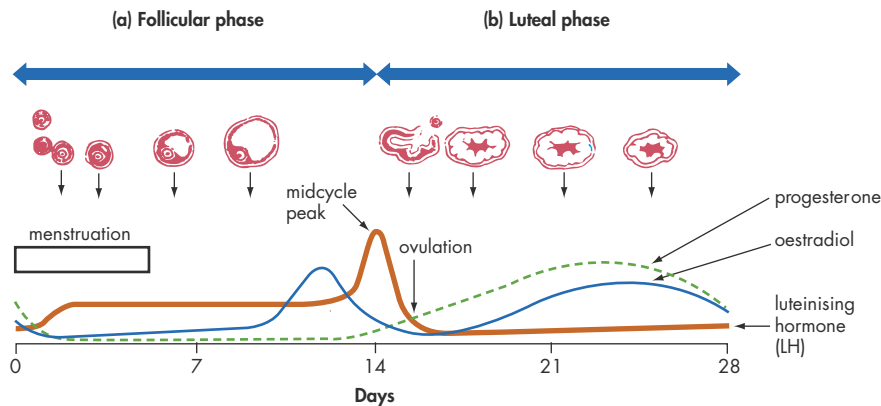 (a) Follicular phase
(b) Luteal phase
midcycle
peak
progesterone
menstruation
ovulation
oestradiol
luteinising
hormone
(LH)
0
7
14
21
28
Days